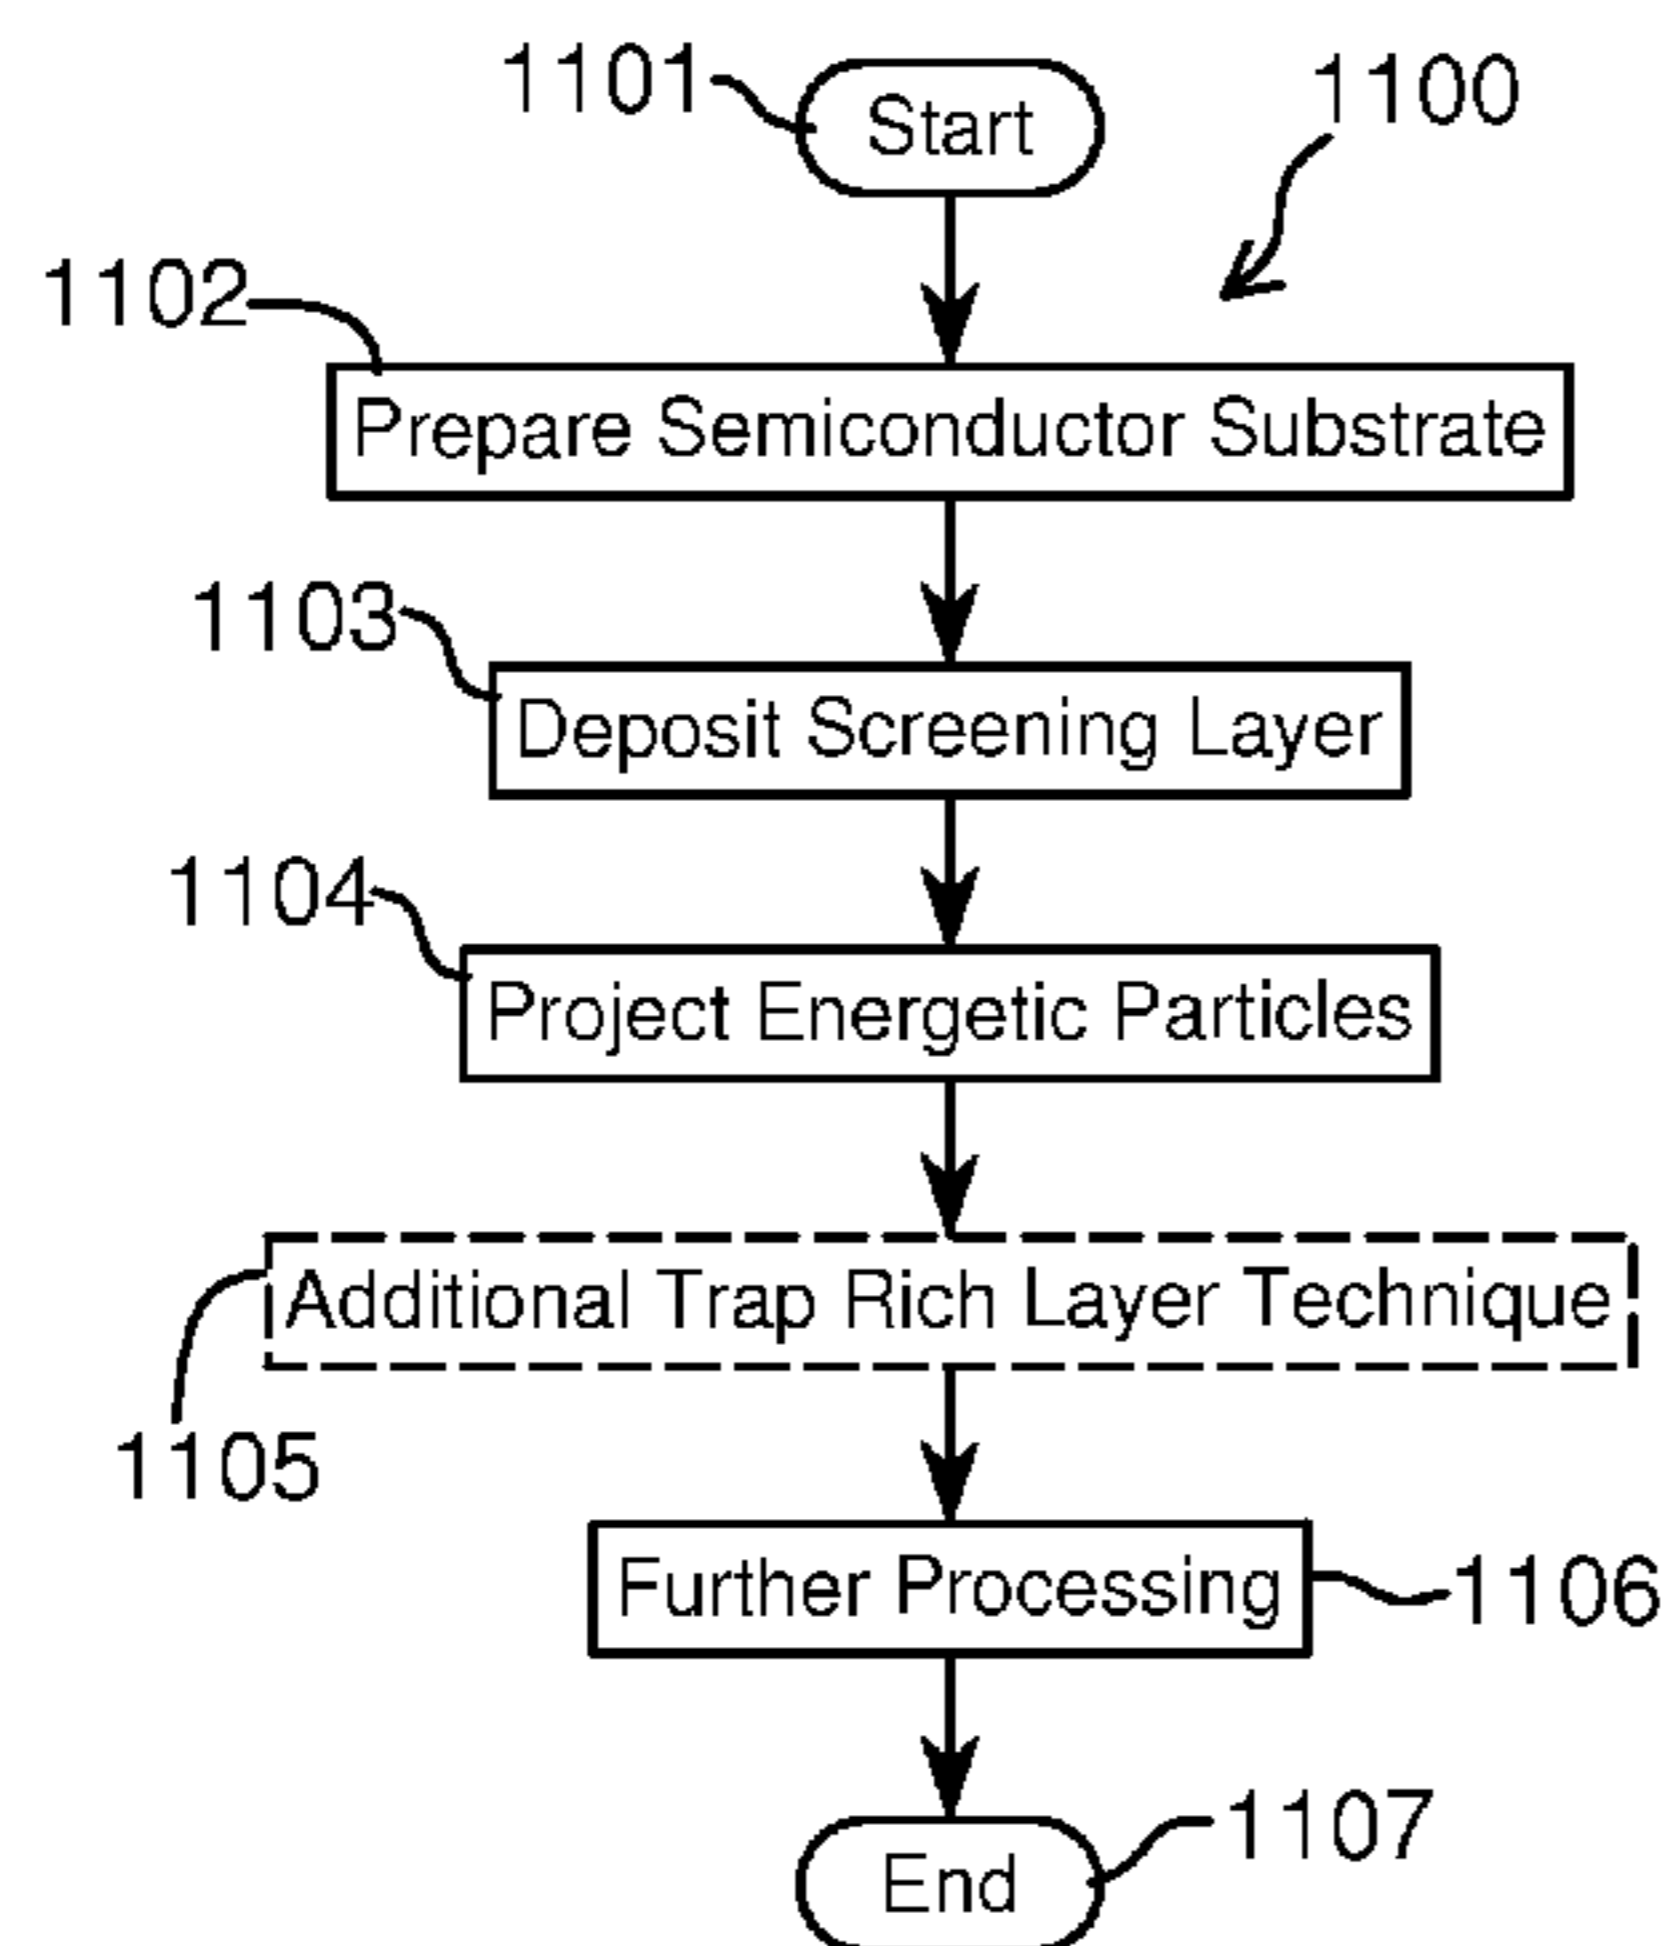 1101
Start
1100
1102
Prepare Semiconductor Substrate
1103
Deposit Screening Layer
1104
Project Energetic Particles
Additional Trap Rich Layer Technique
1105
Further Processing
1106
1107
End